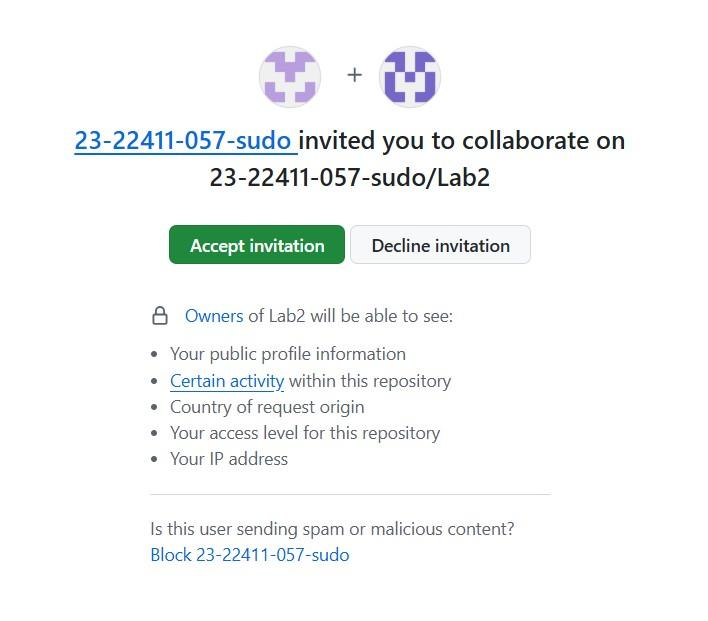 +
23-22411-057-sudo invited you to collaborate on
23-22411-057-sudo/Lab2
Accept invitation Decline invitation
Owners of Lab2 will be able to see:
• Your public profile information
• Certain activity within this repository
• Country of request origin
• Your access level for this repository
• Your IP address
Is this user sending spam or malicious content?
Block 23-22411-057-sudo